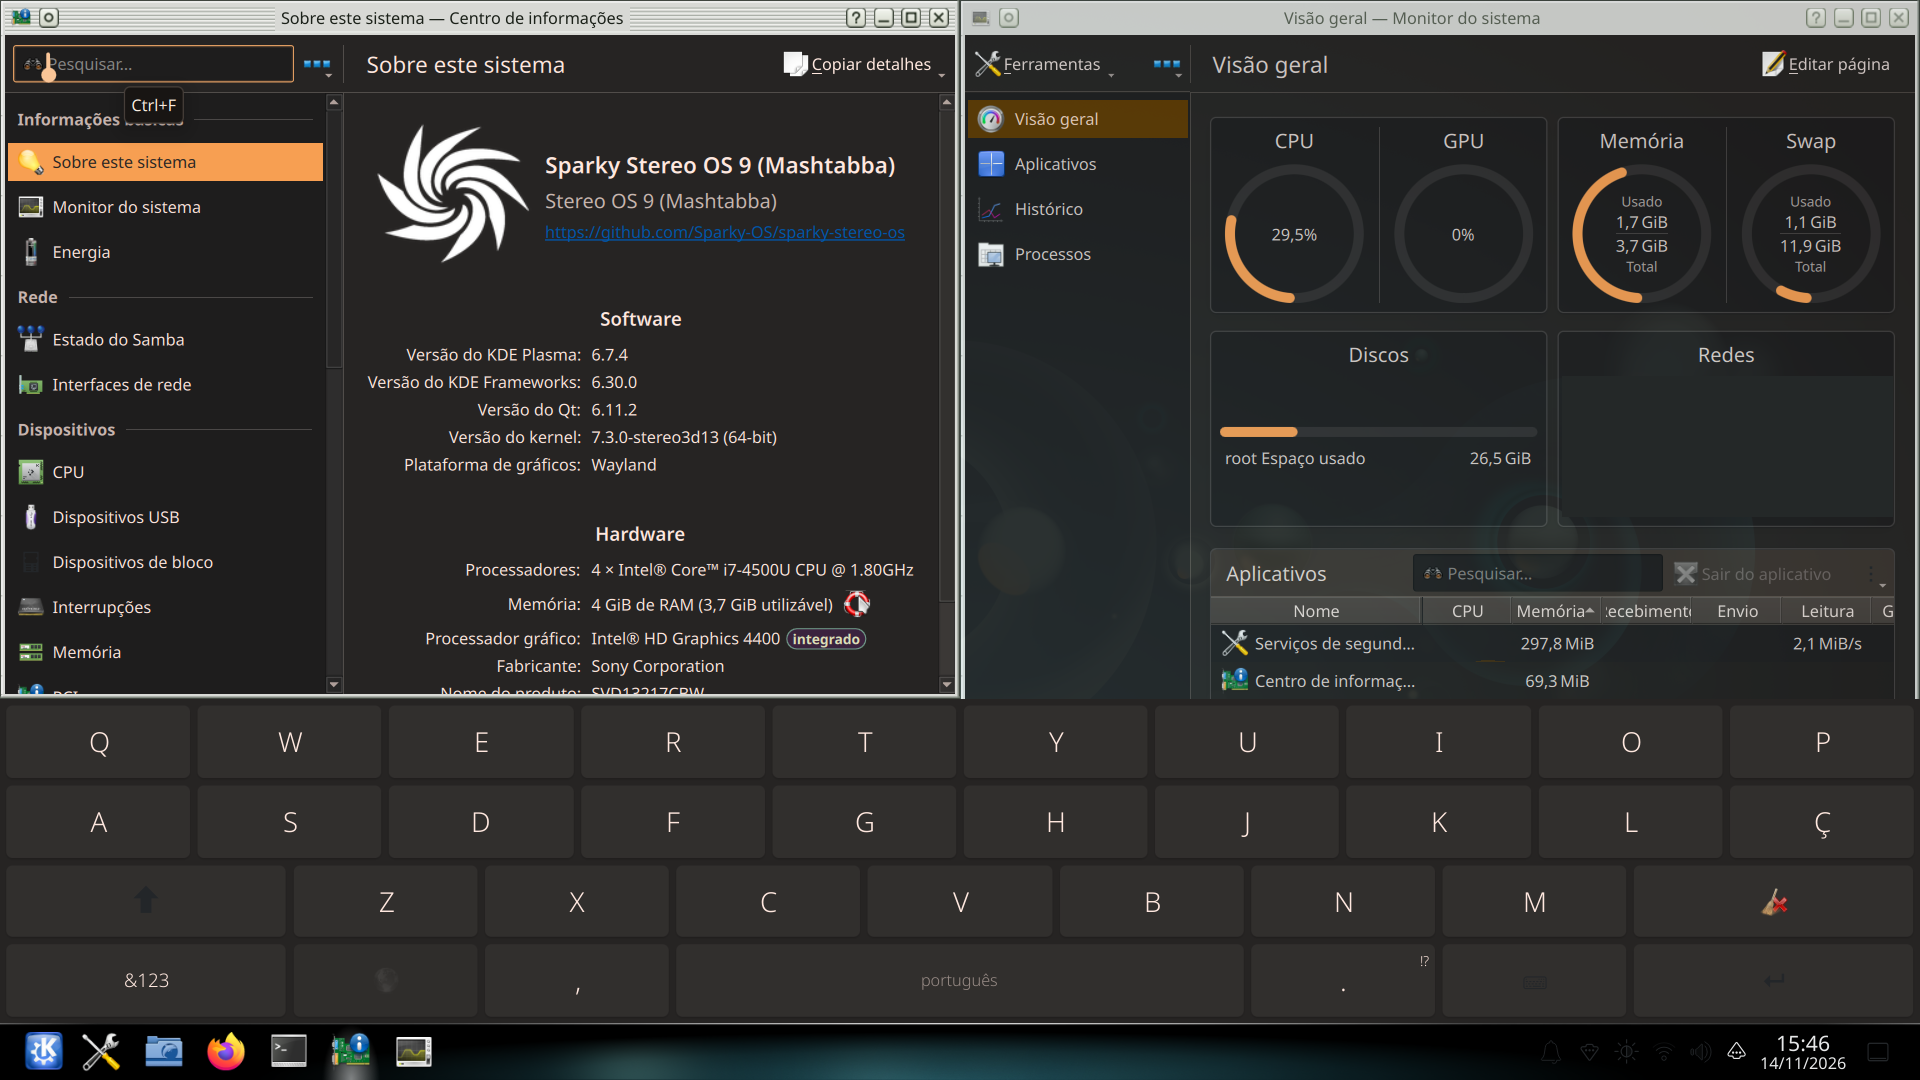 Sobre este sistema — Centro de informações
Pesquisar...
Sobre este sistema
Copiar detalhes
Ctrl+F
Informações básicas
Sobre este sistema
Monitor do sistema
Energia
Rede
Estado do Samba
Interfaces de rede
Dispositivos
CPU
Dispositivos USB
Dispositivos de bloco
Interrupções
Memória
PCI
Sparky Stereo OS 9 (Mashtabba)
Stereo OS 9 (Mashtabba)
https://github.com/Sparky-OS/sparky-stereo-os
Software
Versão do KDE Plasma: 6.7.4
Versão do KDE Frameworks: 6.30.0
Versão do Qt: 6.11.2
Versão do kernel: 7.3.0-stereo3d13 (64-bit)
Plataforma de gráficos: Wayland
Hardware
Processadores: 4 × Intel® Core™ i7-4500U CPU @ 1.80GHz
Memória: 4 GiB de RAM (3,7 GiB utilizável)
Processador gráfico: Intel® HD Graphics 4400 integrado
Fabricante: Sony Corporation
Nome do produto: SVD13217CBW
Visão geral — Monitor do sistema
Ferramentas
Visão geral
Editar página
Visão geral
Aplicativos
Histórico
Processos
CPU
29,5%
GPU
0%
Memória
Usado
1,7 GiB
3,7 GiB
Total
Swap
Usado
1,1 GiB
11,9 GiB
Total
Discos
root Espaço usado 26,5 GiB
Redes
Aplicativos
Pesquisar...
Sair do aplicativo
Nome CPU Memória ecebiment Envio Leitura G
Serviços de segund... 297,8 MiB 2,1 MiB/s
Centro de informaç... 69,3 MiB
Q W E R T Y U I O P
A S D F G H J K L Ç
Z X C V B N M
&123 , português . !?
15:46
14/11/2026